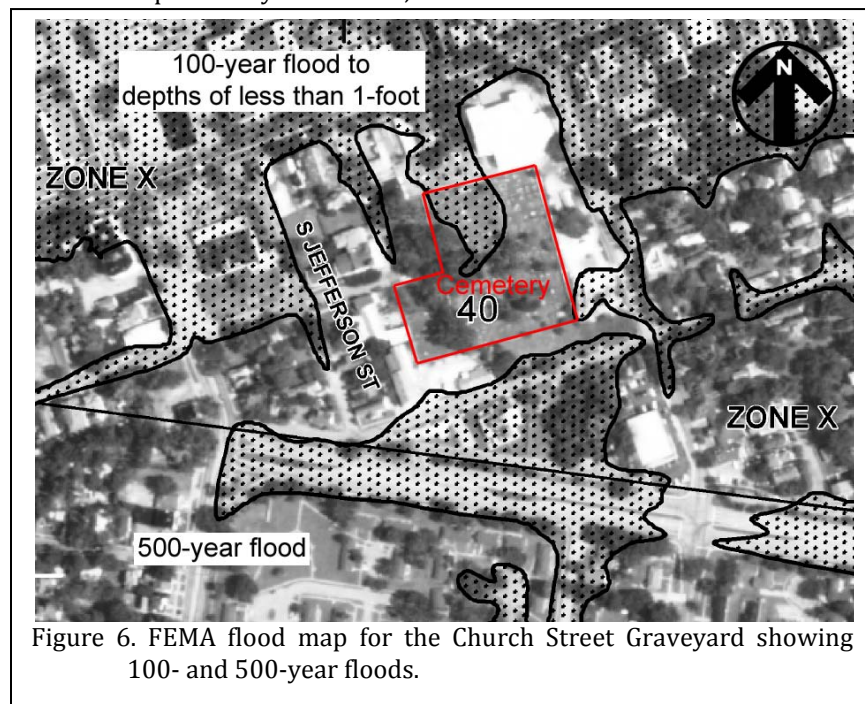 100-year flood to
depths of less than 1-foot
N
ZONE X
S JEFFERSON ST
Cemetery
40
ZONE X
500-year flood
Figure 6. FEMA flood map for the Church Street Graveyard showing
100- and 500-year floods.